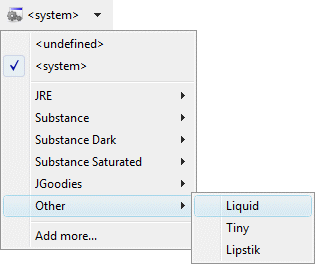 <system>
<undefined>
<system>
JRE
Substance
Substance Dark
Substance Saturated
JGoodies
Other
Add more...
Liquid
Tiny
Lipstik